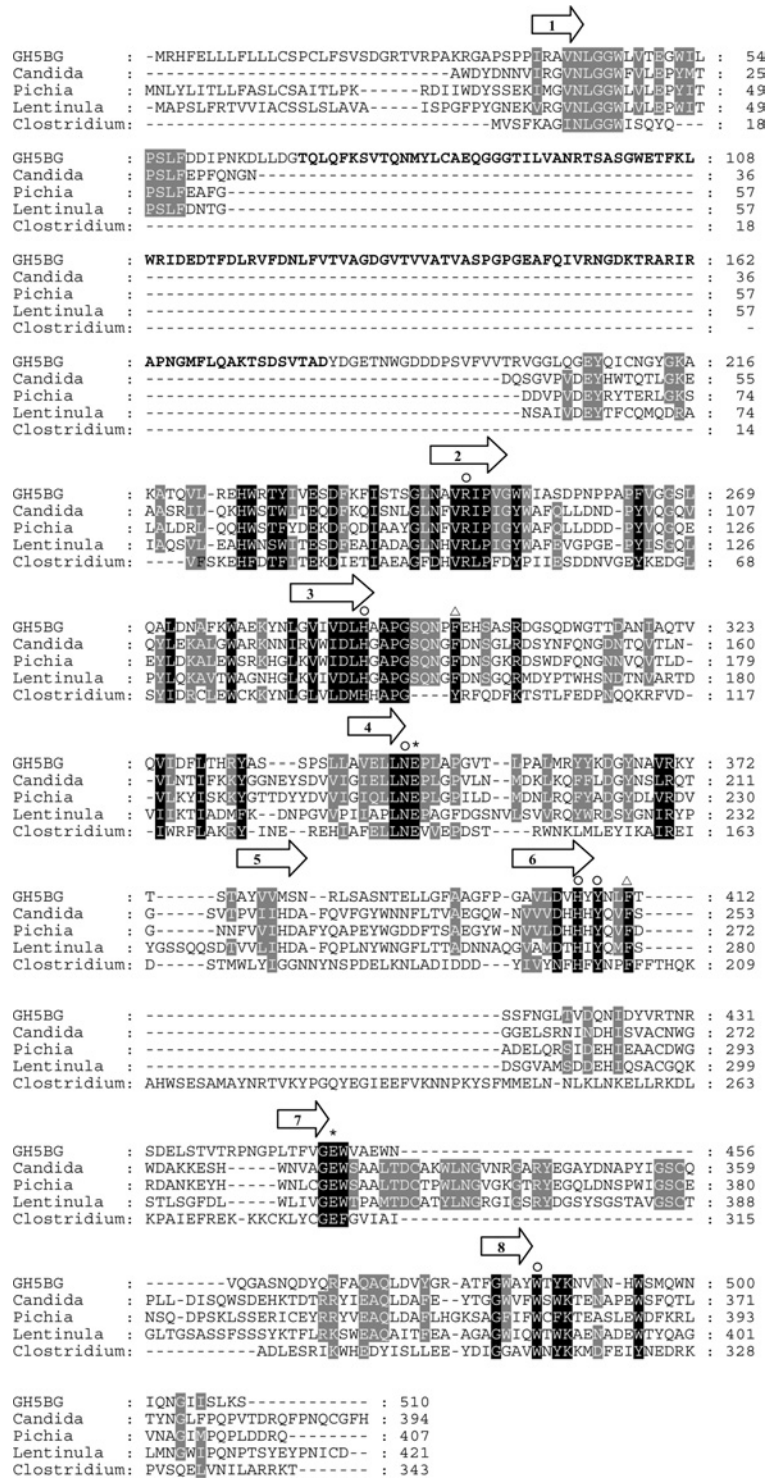 1
GH5BG : -MRHFELLLFLLLCSPCLFSVSDGRTVRPAKRGAPSPPIRAVNLGGWLVTEGWIL : 54
Candida : ------------------------------AWDYDNNVIRGVNLGGWFVLEPYMT : 25
Pichia : MNLYLITLLFASLCSAITLPK-----RDIIWDYSSEKIMGVNLGGWLVLEPYIT : 49
Lentinula : --MAPSLFRTVVIACSSLSLAVA---ISPGFPYGNEKVRGVNLGGWLVLEPWIT : 49
Clostridium: --------------------------------MVSFKAGINLGGWISQYQ--- : 18
GH5BG : PSLFDDIPNKDLLDGTQLQFKSVTQNMYLCAEQGGGTILVANRTSASGWETFKL : 108
Candida : PSLFEPFQNGN------------------------------------------- : 36
Pichia : PSLFEAFG---------------------------------------------- : 57
Lentinula : PSLFDNTG---------------------------------------------- : 57
Clostridium: ------------------------------------------------------ : 18
GH5BG : WRIDEDTFDLRVFDNLFVTVAGDGVTVVATVASPGPGEAFQIVRNGDKTRARIR : 162
Candida : ------------------------------------------------------ : 36
Pichia : ------------------------------------------------------ : 57
Lentinula : ------------------------------------------------------ : 57
Clostridium: ------------------------------------------------------ : -
GH5BG : APNGMFLQAKTSDSVTADYDGETNWGDDDPSVFVVTRVGGLQGEYQICNGYGKA : 216
Candida : -----------------------------------DQSGVPVDEYHWTQTLGKE : 55
Pichia : -------------------------------------DDVPVDEYRYTERLGKS : 74
Lentinula : -------------------------------------NSAIVDEYTFCQMQDRA : 74
Clostridium: ------------------------------------------------------ : 14
2
GH5BG : KATQVL-REHWRTYIVESDFKFISTSGLNAVRIPVGWWIASDPNPPAPFVGGSL : 269
Candida : AASRIL-QKHWSTWITEQDFKQISNLGLNFVRIPIGYWAFQLLDND-PYVQGQV : 107
Pichia : LALDRL-QQHWSTFYDEKDFQDIAAYGLNFVRIPIGYWAFQLLDDD-PYVQGQE : 126
Lentinula : IAQSVL-EAHWNSWITESDFEAIADAGLNHVRLPIGYWAFEVGPGE-PYISGQL : 126
Clostridium: ----VFSKEHFDTFITEKDIETIAEAGFDHVRLPFDYPIIESDDNVGEYKEDGL : 68
3
GH5BG : QALDNAFKWAEKYNLGVIVDLHAAPGSQNPFEHSASRDGSQDWGTTDANIAQTV : 323
Candida : QYLEKALGWARKNNIRVWIDLHGAPGSQNGFDNSGLRDSYNFQNGDNTQVTLN- : 160
Pichia : EYLDKALEWSRKHGLKVWIDLHGAPGSQNGFDNSGKRDSWDFQNGNNVQVTLD- : 179
Lentinula : PYLQKAVTWAGNHGLKVIVDLHGAPGSQNGFDNSGQRMDYPTWHSNDTNVARTD : 180
Clostridium: SYIDRCLEWCKKYNLGLVLDMHHAPG----YRFQDFKTSTLFEDPNQQKRFVD- : 117
4
GH5BG : QVIDFLTHRYAS---SPSLLAVELLNEPLAPGVT--LPALMRYYKDGYNAVRKY : 372
Candida : VLNTIFKKYGGNEYSDVVIGIELLNEPLGPVLN--MDKLKQFFLDGYNSLRQT : 211
Pichia : VLKYISKKYGTTDYYDVVIGIQLLNEPLGPILD--MDNLRQFYADGYDLVRDV : 230
Lentinula : VIIKTIADMFK--DNPGVVPIIAPLNEPAGFDGSNVLSVVRQYWRDSYGNIRYP : 232
Clostridium: -IWRFLAKRY-INE--REHIAFELLNEVVEPDST---RWNKLMLEYIKAIREI : 163
5 6
GH5BG : T------STAYVVMSN--RLSASNTELLGFAAGFP-GAVLDVHYYNLFT----- : 412
Candida : G------SVTPVIIHDA-FQVFGYWNNFLTVAEGQW-NVVVDHHHYQVFS---- : 253
Pichia : G------NNFVVIHDAFYQAPEYWGDDFTSAEGYW-NVVLDHHHYQVFD---- : 272
Lentinula : YGSSQQSDTVVLIHDA-FQPLNYWNGFLTTADNNAQGVAMDTHIYQMFS---- : 280
Clostridium: D------STMWLYIGGNNYNSPDELKNLADIDDD--YIVYNFHFYNPFFFTHQK : 209
GH5BG : -----------------------------------SSFNGLTVDQNIDYVRTNR : 431
Candida : -----------------------------------GGELSRNINDHISVACNWG : 272
Pichia : -----------------------------------ADELQRSIDEHIEAACDWG : 293
Lentinula : -----------------------------------DSGVAMSDDEHIQSACGQK : 299
Clostridium: AHWSESAMAYNRTVKYPGQYEGIEEFVKNNPKYSFMMELN-NLKLNKELLRKDL : 263
7
GH5BG : SDELSTVTRPNGPLTFVGEWVAEWN----------------------------- : 456
Candida : WDAKKESH-----WNVAGEWSAALTDCAKWLNGVNRGARYEGAYDNAPYIGSCQ : 359
Pichia : RDANKEYH-----WNLCGEWSAALTDCTPWLNGVGKGTRYEGQLDNSPWIGSCE : 380
Lentinula : STLSGFDL-----WLIVGEWTPAMTDCATYLNGRGIGSRYDGSYSGSTAVGSCT : 388
Clostridium: KPAIEFREK-KKCKLYCGEFGVIAI----------------------------- : 315
8
GH5BG : ---------VQGASNQDYQRFAQAQLDVYGR-ATFGWAYWTYKNVNN-HWSMQWN : 500
Candida : PLL-DISQWSDEHKTDTRRYIEAQLDAFE--YTGGWVFWSWKTENAPEWSFQTL : 371
Pichia : NSQ-DPSKLSSERICEYRRYVEAQLDAFLHGKSAGFIFWCFKTEASLEWDFKRL : 393
Lentinula : GLTGSASSFSSSYKTFLRKSWEAQAITFEA-AGAGWIQWTWKAENADEWTYQAG : 401
Clostridium: -------------ADLESRIKWHEDYISLLEE-YDIGGAVWNYKKMDFEIYNEDRK : 328
GH5BG : IQNGIISLKS------------ : 510
Candida : TYNGLFPQPVTDRQFPNQCGFH : 394
Pichia : VNAGIMPQPLDDRQ-------- : 407
Lentinula : LMNGWIPQNPTSYEYPNICD-- : 421
Clostridium: PVSQELVNILARRKT------- : 343